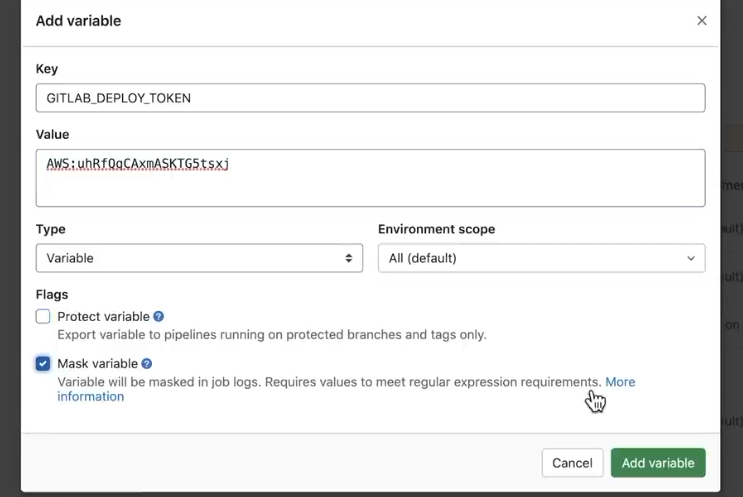 Add variable
Key
GITLAB_DEPLOY_TOKEN
Value
AWS:uhRfQqCAxmASKTG5tsxj
Type
Environment scope
Variable
All (default)
Flags
Protect variable
Export variable to pipelines running on protected branches and tags only.
Mask variable
Variable will be masked in job logs. Requires values to meet regular expression requirements. More
information
Cancel
Add variable